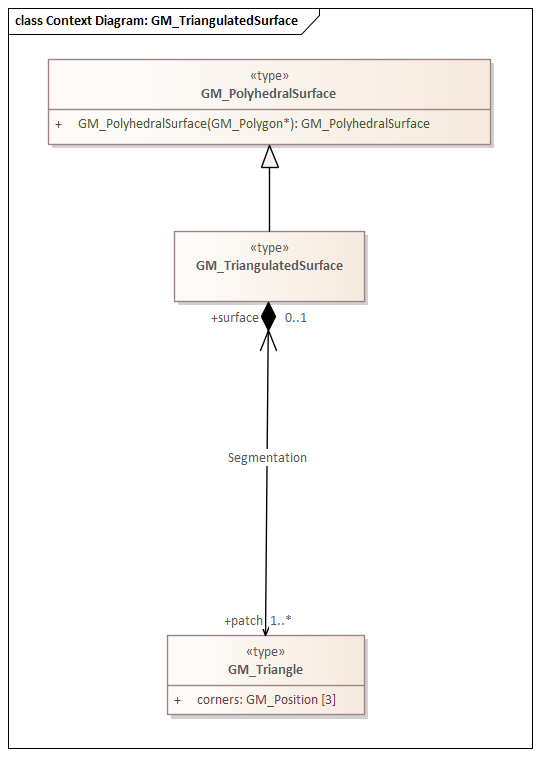 class Context Diagram: GM_TriangulatedSurface
«type»
GM_PolyhedralSurface
+ GM_PolyhedralSurface(GM_Polygon*): GM_PolyhedralSurface
«type»
GM_TriangulatedSurface
+surface 0..1
Segmentation
+patch 1..*
«type»
GM_Triangle
+ corners: GM_Position [3]